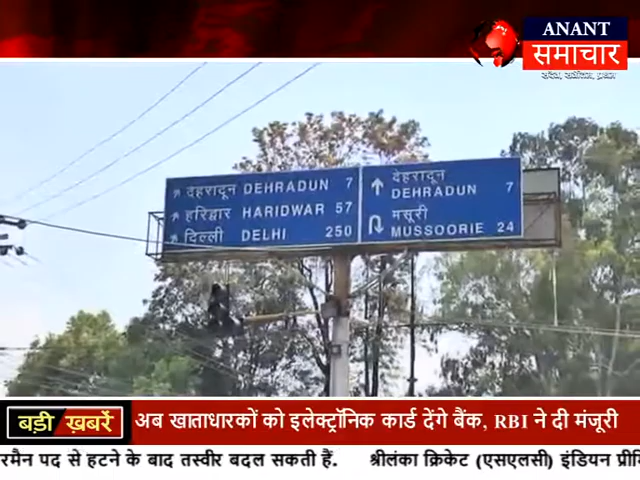 ANANT
समाचार
देहरादून DEHRADUN 7
हरिद्वार HARIDWAR 57
दिल्ली DELHI 250
देहरादून
DEHRADUN 7
मसूरी
MUSSOORIE 24
बड़ी ख़बरें
अब खाताधारकों को इलेक्ट्रॉनिक कार्ड देंगे बैंक, RBI ने दी मंजूरी
रमैन पद से हटने के बाद तस्वीर बदल सकती हैं. श्रीलंका क्रिकेट (एसएलसी) इंडियन प्रीमि